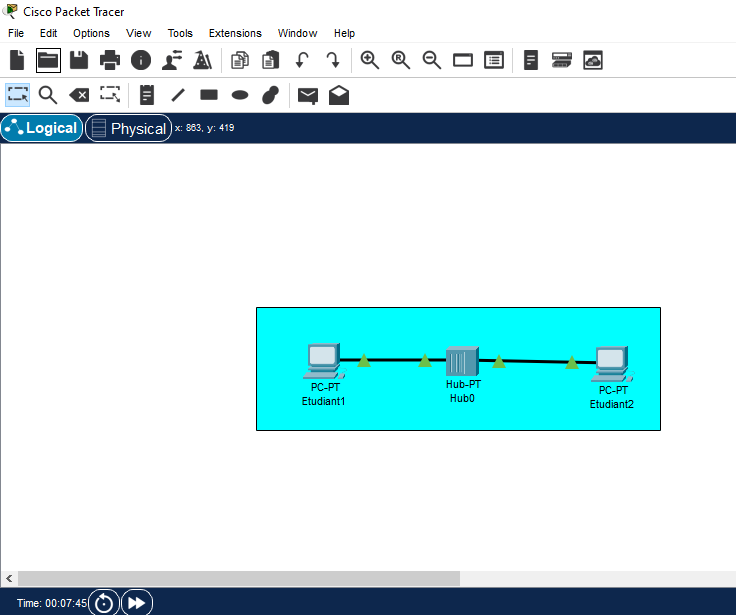 Cisco Packet Tracer
File Edit Options View Tools Extensions Window Help
Logical Physical x: 863, y: 419
PC-PT
Etudiant1
Hub-PT
Hub0
PC-PT
Etudiant2
Time: 00:07:45